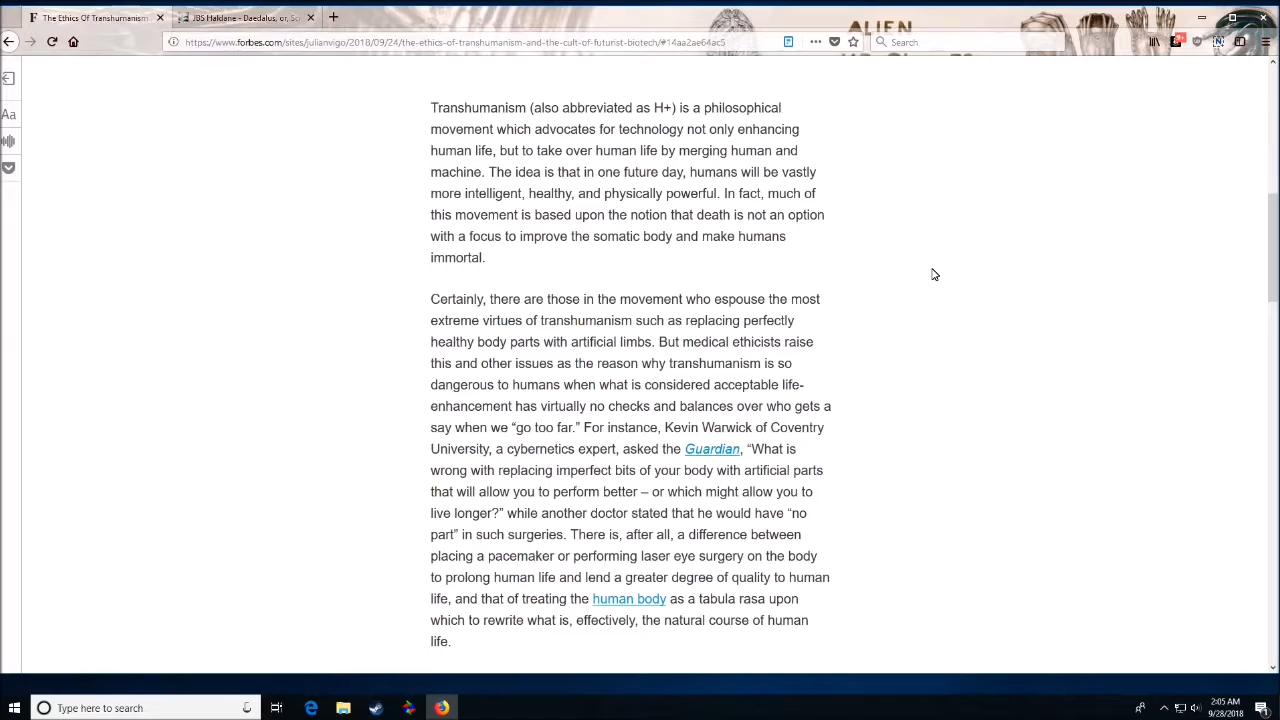 The Ethics Of Transhumanism
JBS Haldane - Daedalus, or, Sci
ALIEN
https://www.forbes.com/sites/julianvigo/2018/09/24/the-ethics-of-transhumanism-and-the-cult-of-futurist-biotech/#14aa2ae64ac5
Search
Aa
Transhumanism (also abbreviated as H+) is a philosophical
movement which advocates for technology not only enhancing
human life, but to take over human life by merging human and
machine. The idea is that in one future day, humans will be vastly
more intelligent, healthy, and physically powerful. In fact, much of
this movement is based upon the notion that death is not an option
with a focus to improve the somatic body and make humans
immortal.
Certainly, there are those in the movement who espouse the most
extreme virtues of transhumanism such as replacing perfectly
healthy body parts with artificial limbs. But medical ethicists raise
this and other issues as the reason why transhumanism is so
dangerous to humans when what is considered acceptable life-
enhancement has virtually no checks and balances over who gets a
say when we “go too far.” For instance, Kevin Warwick of Coventry
University, a cybernetics expert, asked the Guardian, “What is
wrong with replacing imperfect bits of your body with artificial parts
that will allow you to perform better – or which might allow you to
live longer?” while another doctor stated that he would have “no
part” in such surgeries. There is, after all, a difference between
placing a pacemaker or performing laser eye surgery on the body
to prolong human life and lend a greater degree of quality to human
life, and that of treating the human body as a tabula rasa upon
which to rewrite what is, effectively, the natural course of human
life.
Type here to search
2:05 AM
9/28/2018